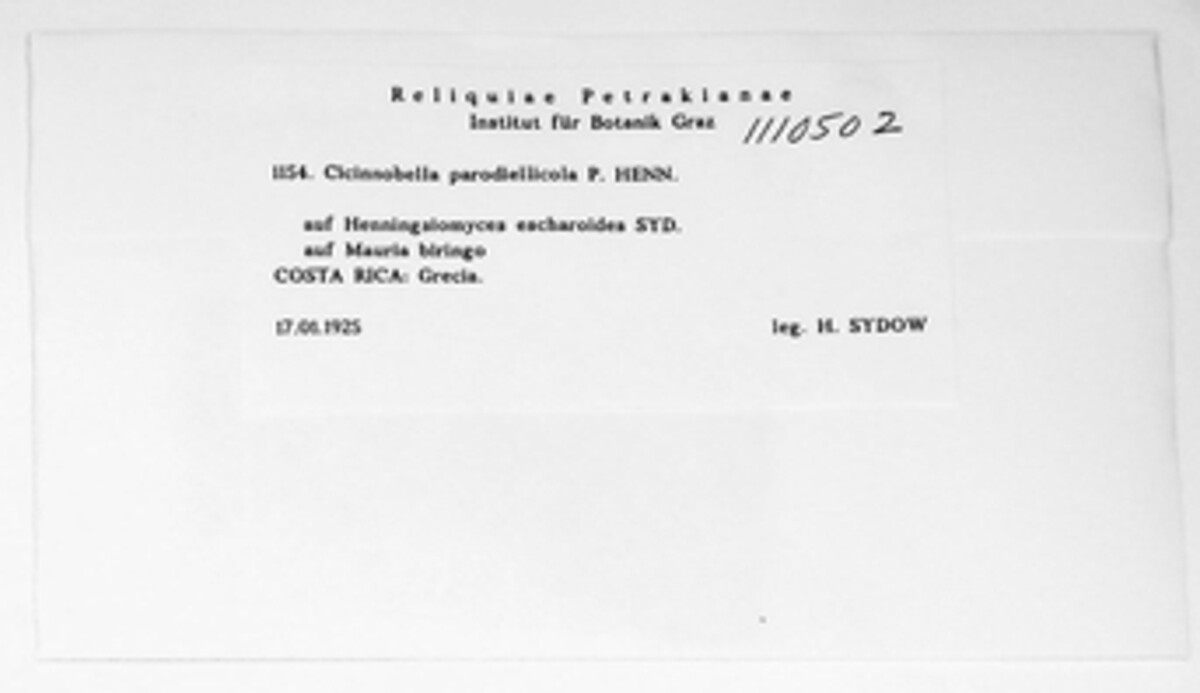 Reliquiae Petrakianae
Institut für Botanik Graz 1110502
1154. Cicinnobella parodiellicola P. HENN.
auf Henningsiomyces escharoides SYD.
auf Mauria biringo
COSTA RICA: Grecia.
17.01.1925 leg. H. SYDOW